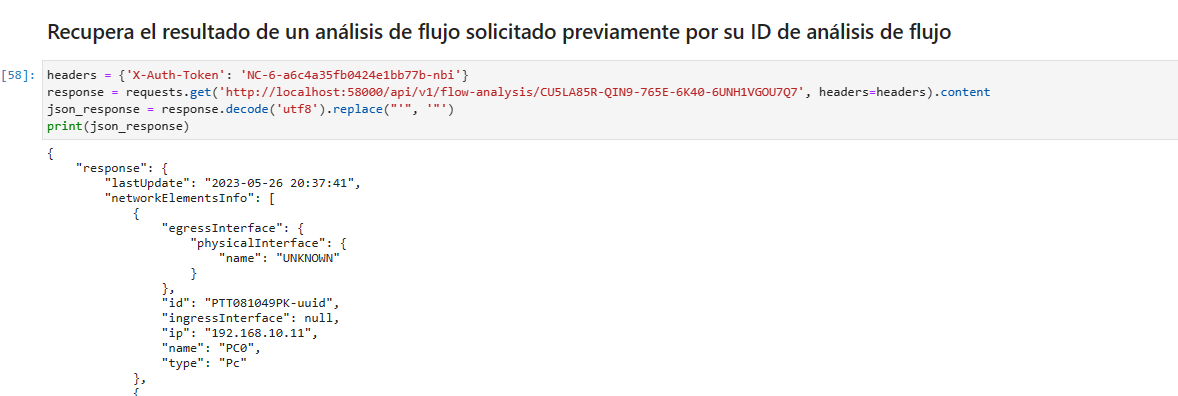 Recupera el resultado de un análisis de flujo solicitado previamente por su ID de análisis de flujo
[58]: headers = {'X-Auth-Token': 'NC-6-a6c4a35fb0424e1bb77b-nbi'}
response = requests.get('http://localhost:58000/api/v1/flow-analysis/CU5LA85R-QIN9-765E-6K40-6UNH1VGOU7Q7', headers=headers).content
json_response = response.decode('utf8').replace("'", '"')
print(json_response)
{
    "response": {
        "lastUpdate": "2023-05-26 20:37:41",
        "networkElementsInfo": [
            {
                "egressInterface": {
                    "physicalInterface": {
                        "name": "UNKNOWN"
                    }
                },
                "id": "PTT081049PK-uuid",
                "ingressInterface": null,
                "ip": "192.168.10.11",
                "name": "PC0",
                "type": "Pc"
            },
            {